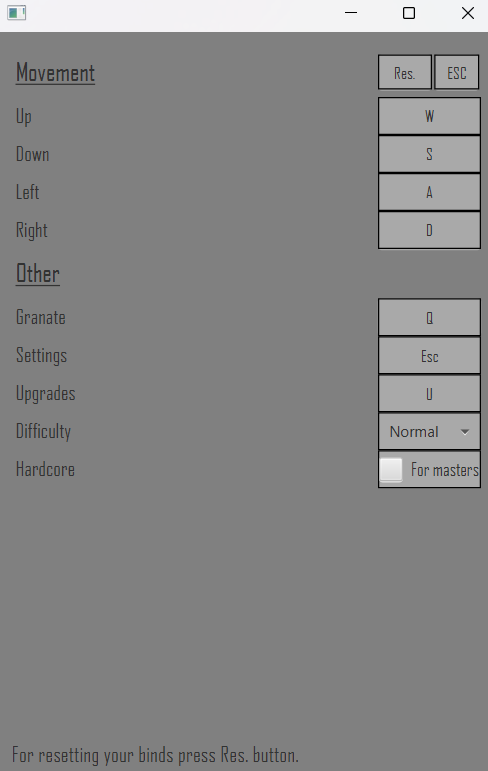 Movement Res. ESC
Up W
Down S
Left A
Right D
Other
Granate Q
Settings Esc
Upgrades U
Difficulty Normal
Hardcore For masters
For resetting your binds press Res. button.